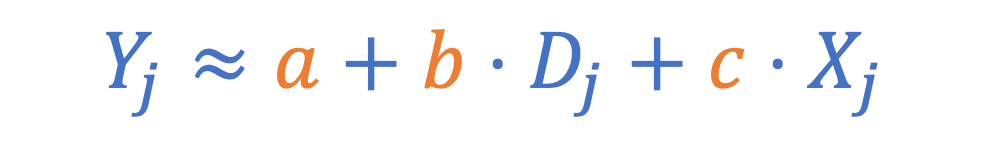 Yⱼ ≈ a + b · Dⱼ + c · Xⱼ